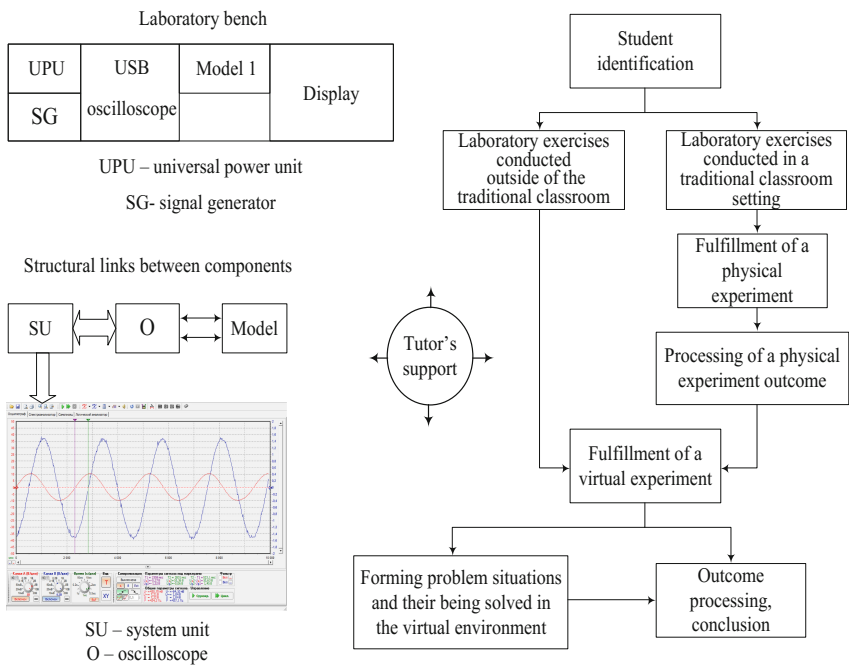 Laboratory bench
UPU
USB
oscilloscope
Model 1
Display
SG
UPU – universal power unit
SG- signal generator
Structural links between components
SU
O
Model
SU – system unit
O – oscilloscope
Student
identification
Laboratory exercises
conducted
outside of the
traditional classroom
Laboratory exercises
conducted in a
traditional classroom
setting
Fulfillment of a
physical
experiment
Tutor's
support
Processing of a physical
experiment outcome
Fulfillment of a
virtual experiment
Forming problem situations
and their being solved in
the virtual environment
Outcome
processing,
conclusion